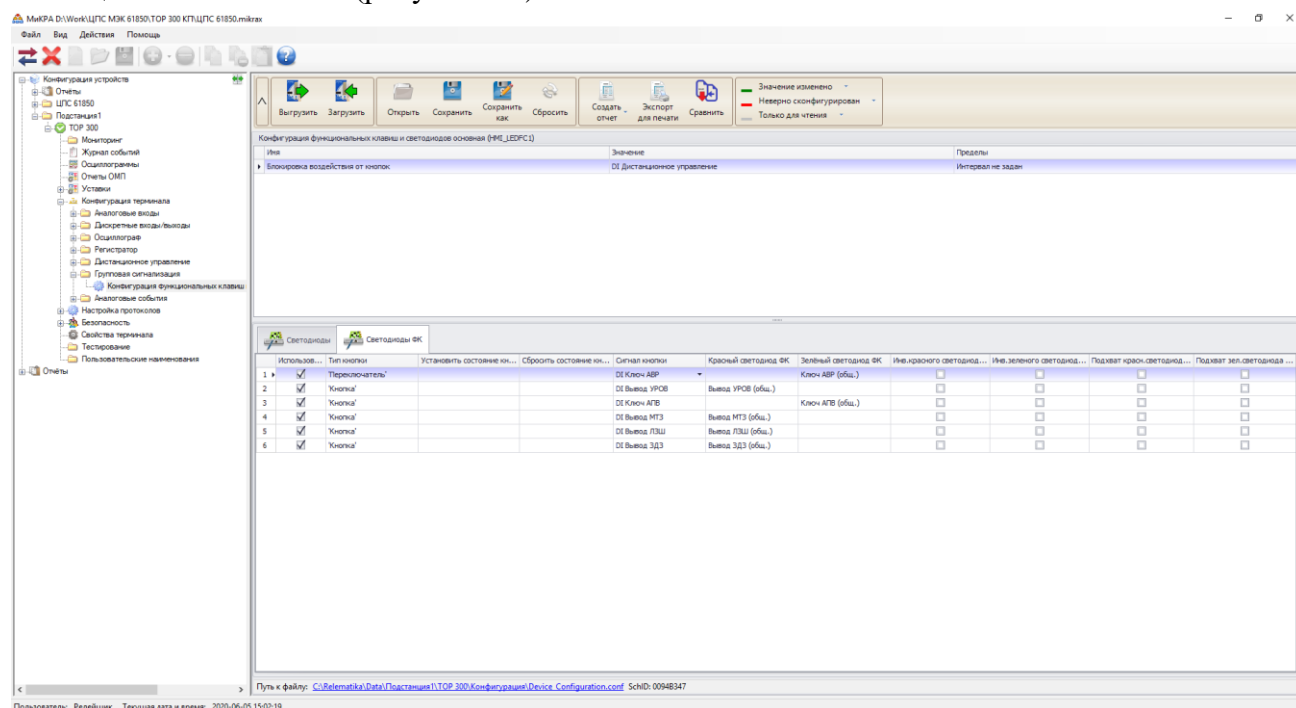 МиКРА D:\Work\ЦПС МЭК 61850\ТОР 300 КП\ЦПС 61850.mikrax
Файл Вид Действия Помощь
Конфигурация устройств
Отчёты
ЦПС 61850
Подстанция1
ТОР 300
Мониторинг
Журнал событий
Осциллограммы
Отчеты ОМП
Уставки
Конфигурация терминала
Аналоговые входы
Дискретные входы/выходы
Осциллограф
Регистратор
Дистанционное управление
Групповая сигнализация
Конфигурация функциональных клавиш
Аналоговые события
Настройка протоколов
Безопасность
Свойства терминала
Тестирование
Пользовательские наименования
Отчёты
Выгрузить Загрузить Открыть Сохранить Сохранить как Сбросить Создать отчет Экспорт для печати Сравнить
Значение изменено
Неверно сконфигурирован
Только для чтения
Конфигурация функциональных клавиш и светодиодов основная (HMI_LEDFC1)
Имя Значение Пределы
Блокировка воздействия от кнопок DI Дистанционное управление Интервал не задан
Светодиоды Светодиоды ФК
Использов... Тип кнопки Установить состояние кн... Сбросить состояние кн... Сигнал кнопки Красный светодиод ФК Зелёный светодиод ФК Инв.красного светодиод... Инв.зеленого светодиод... Подхват красн.светодиод... Подхват зел.светодиода ...
1 'Переключатель' DI Ключ АВР Ключ АВР (общ.)
2 'Кнопка' DI Вывод УРОВ Вывод УРОВ (общ.)
3 'Кнопка' DI Ключ АПВ Ключ АПВ (общ.)
4 'Кнопка' DI Вывод МТЗ Вывод МТЗ (общ.)
5 'Кнопка' DI Вывод ЛЗШ Вывод ЛЗШ (общ.)
6 'Кнопка' DI Вывод ЗДЗ Вывод ЗДЗ (общ.)
Путь к файлу: C:\Relematika\Data\Подстанция1\ТОР 300\Конфигурация\Device_Configuration.conf SchID: 0094B347
Пользователь: Релейщик Текущая дата и время: 2020-06-05 15:02:19